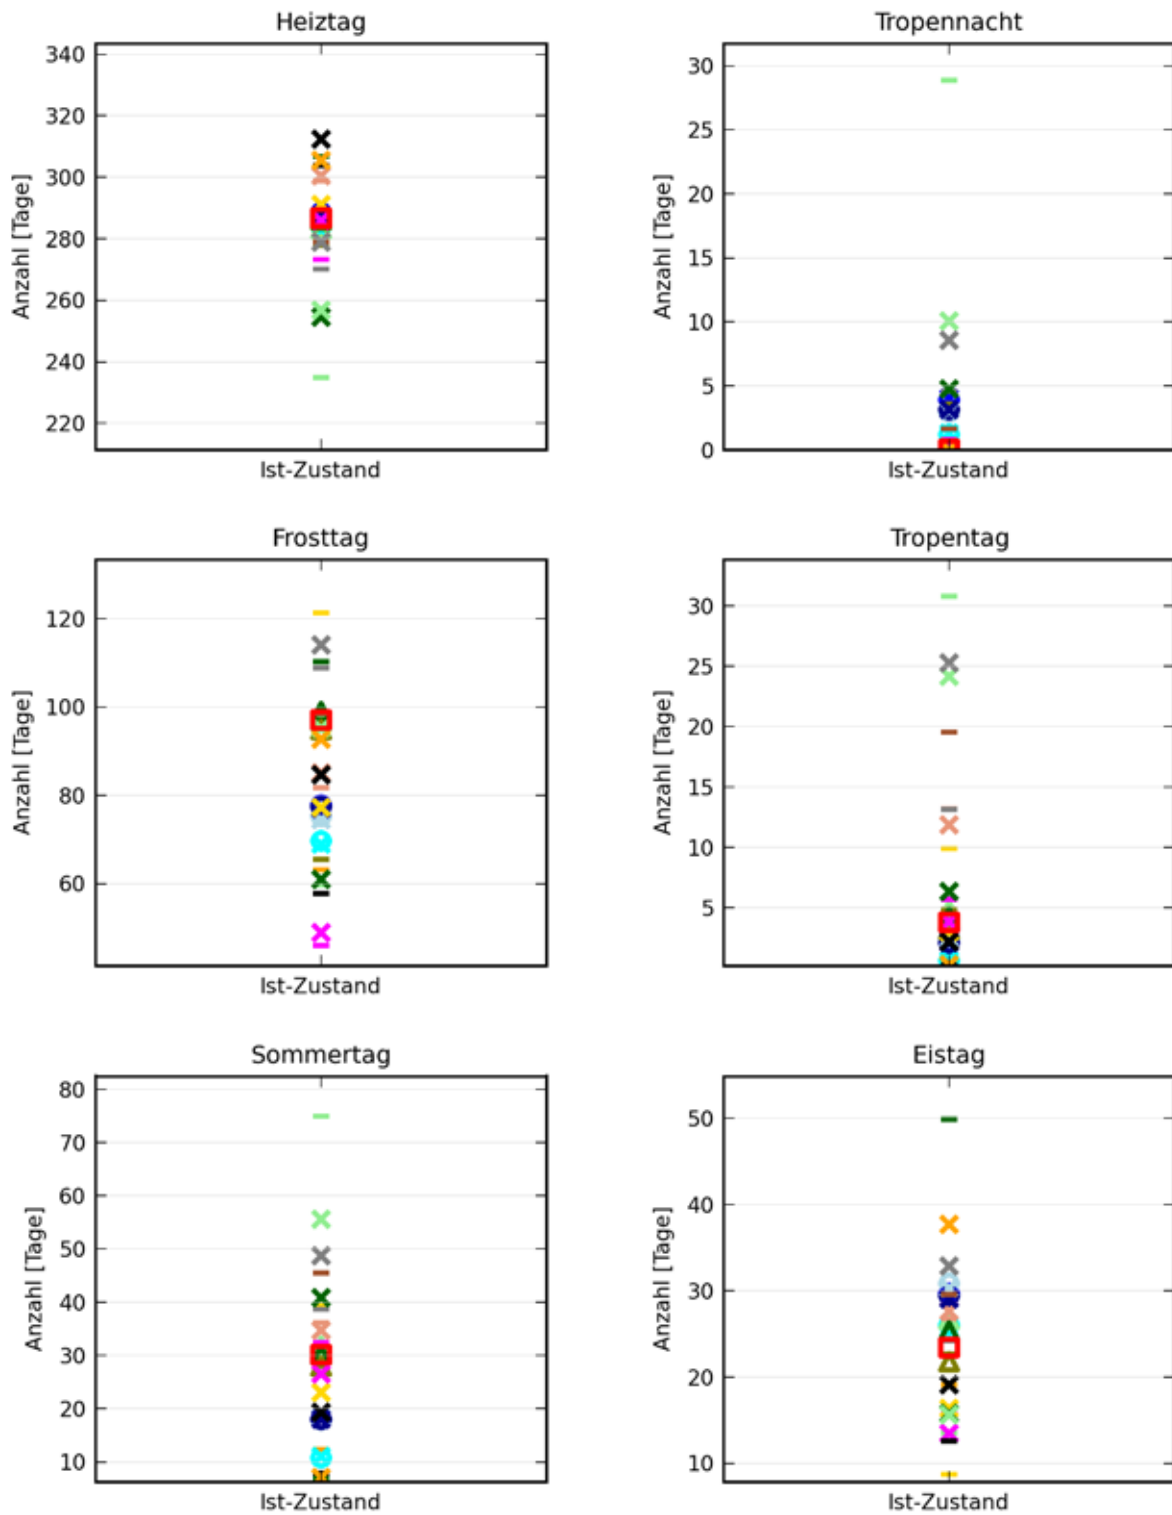 Heiztag
340
320
300
280
260
240
220
Anzahl [Tage]
Ist-Zustand
Tropennacht
30
25
20
15
10
5
0
Anzahl [Tage]
Ist-Zustand
Frosttag
120
100
80
60
Anzahl [Tage]
Ist-Zustand
Tropentag
30
25
20
15
10
5
Anzahl [Tage]
Ist-Zustand
Sommertag
80
70
60
50
40
30
20
10
Anzahl [Tage]
Ist-Zustand
Eistag
50
40
30
20
10
Anzahl [Tage]
Ist-Zustand